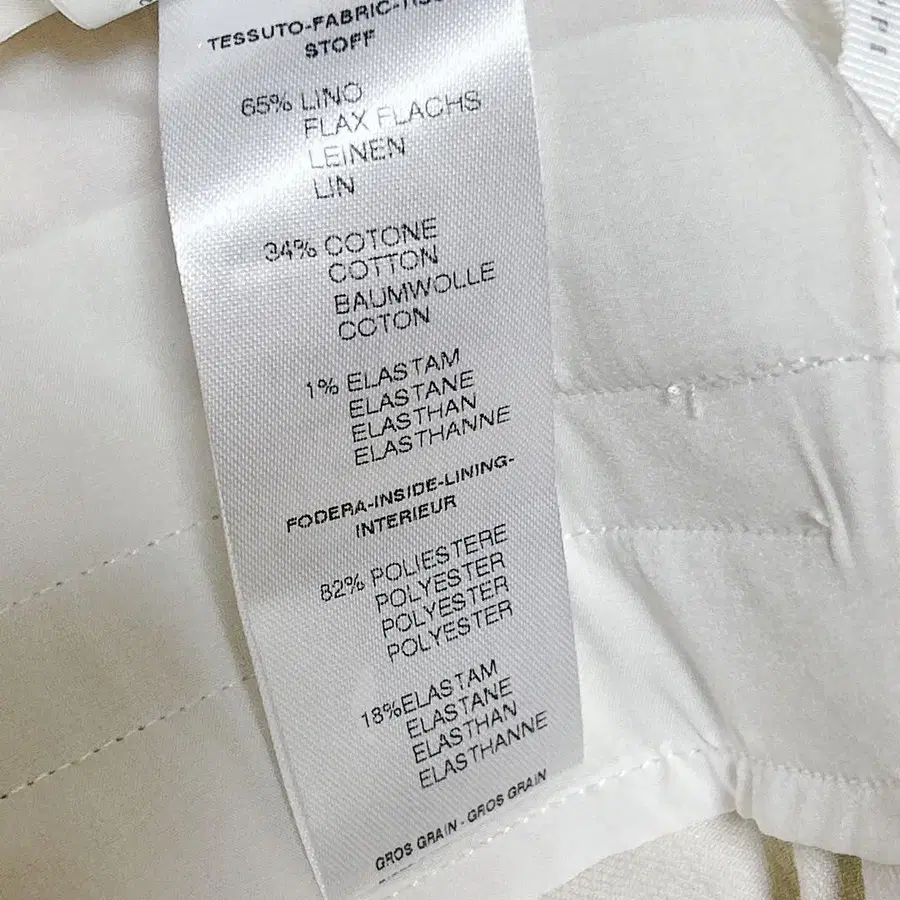 TESSUTO-FABRIC-
STOFF
65% LINO
FLAX FLACHS
LEINEN
LIN
34% COTONE
COTTON
BAUMWOLLE
COTON
1% ELASTAM
ELASTANE
ELASTHAN
ELASTHANNE
FODERA-INSIDE-LINING-
INTERIEUR
82% POLIESTERE
POLYESTER
POLYESTER
POLYESTER
18%ELASTAM
ELASTANE
ELASTHAN
ELASTHANNE
GROS GRAIN - GROS GRAIN